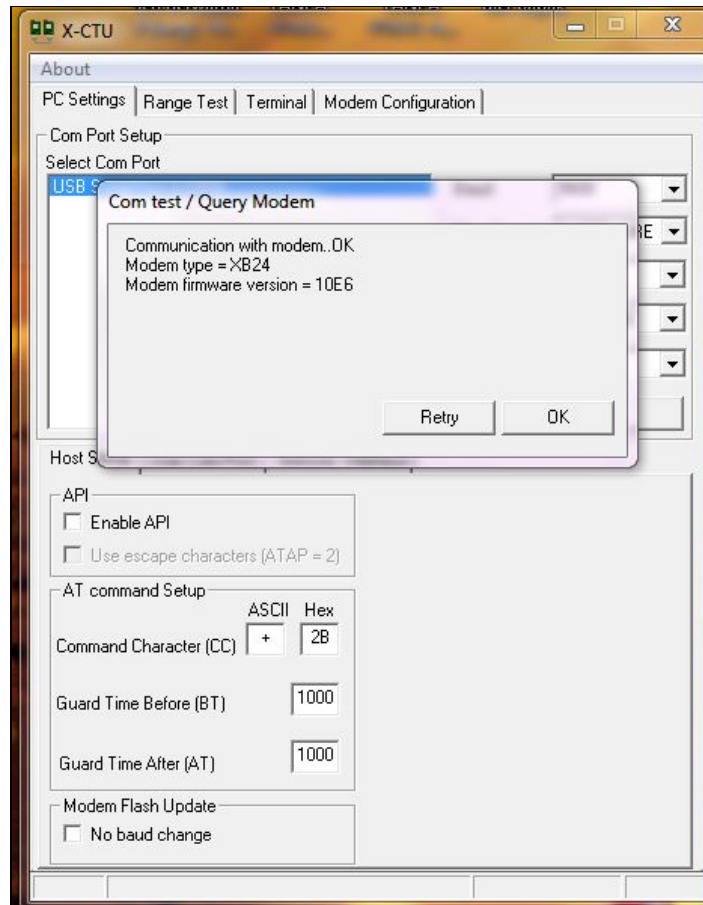 X-CTU
About
PC Settings Range Test Terminal Modem Configuration
Com Port Setup
Select Com Port
USB S
RE
Com test / Query Modem
Communication with modem..OK
Modem type = XB24
Modem firmware version = 10E6
Retry OK
Host S
API
Enable API
Use escape characters (ATAP = 2)
AT command Setup
ASCII Hex
Command Character (CC) + 2B
Guard Time Before (BT) 1000
Guard Time After (AT) 1000
Modem Flash Update
No baud change